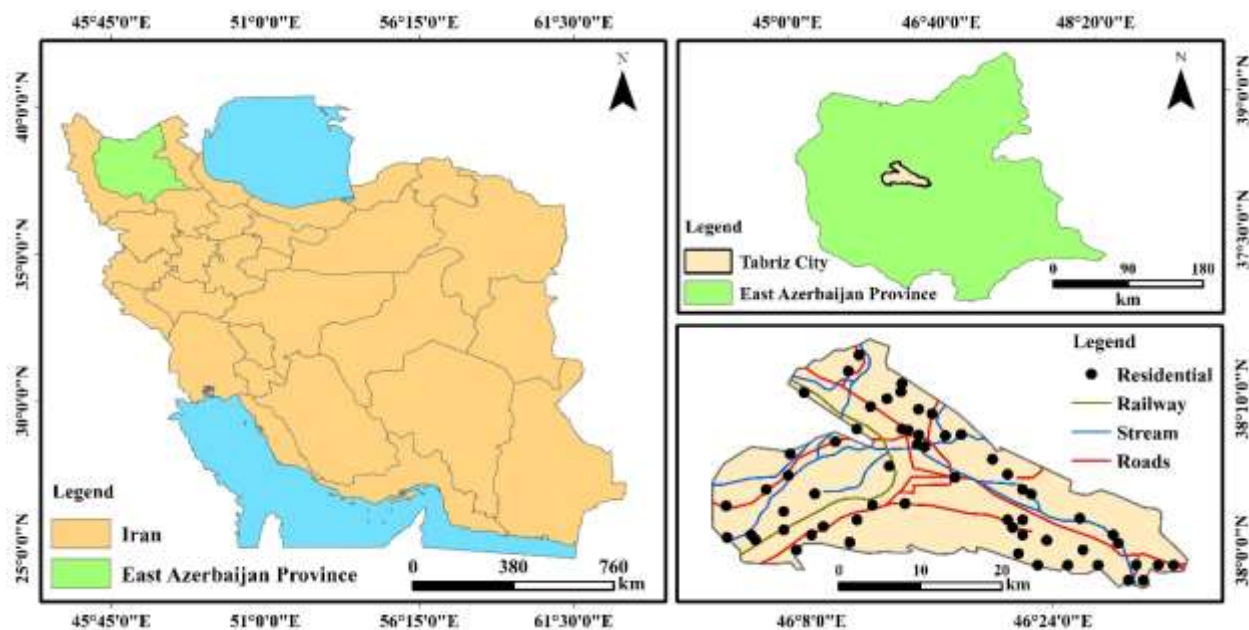 45°45'0"E 51°0'0"E 56°15'0"E 61°30'0"E
45°0'0"E 46°40'0"E 48°20'0"E
40°0'0"N
35°0'0"N
30°0'0"N
25°0'0"N
N
Legend
Iran
East Azerbaijan Province
0 380 760
km
45°45'0"E 51°0'0"E 56°15'0"E 61°30'0"E
N
39°0'0"N
37°30'0"N
Legend
Tabriz City
East Azerbaijan Province
0 90 180
km
Legend
Residential
Railway
Stream
Roads
38°10'0"N
38°0'0"N
0 10 20
km
46°8'0"E 46°24'0"E